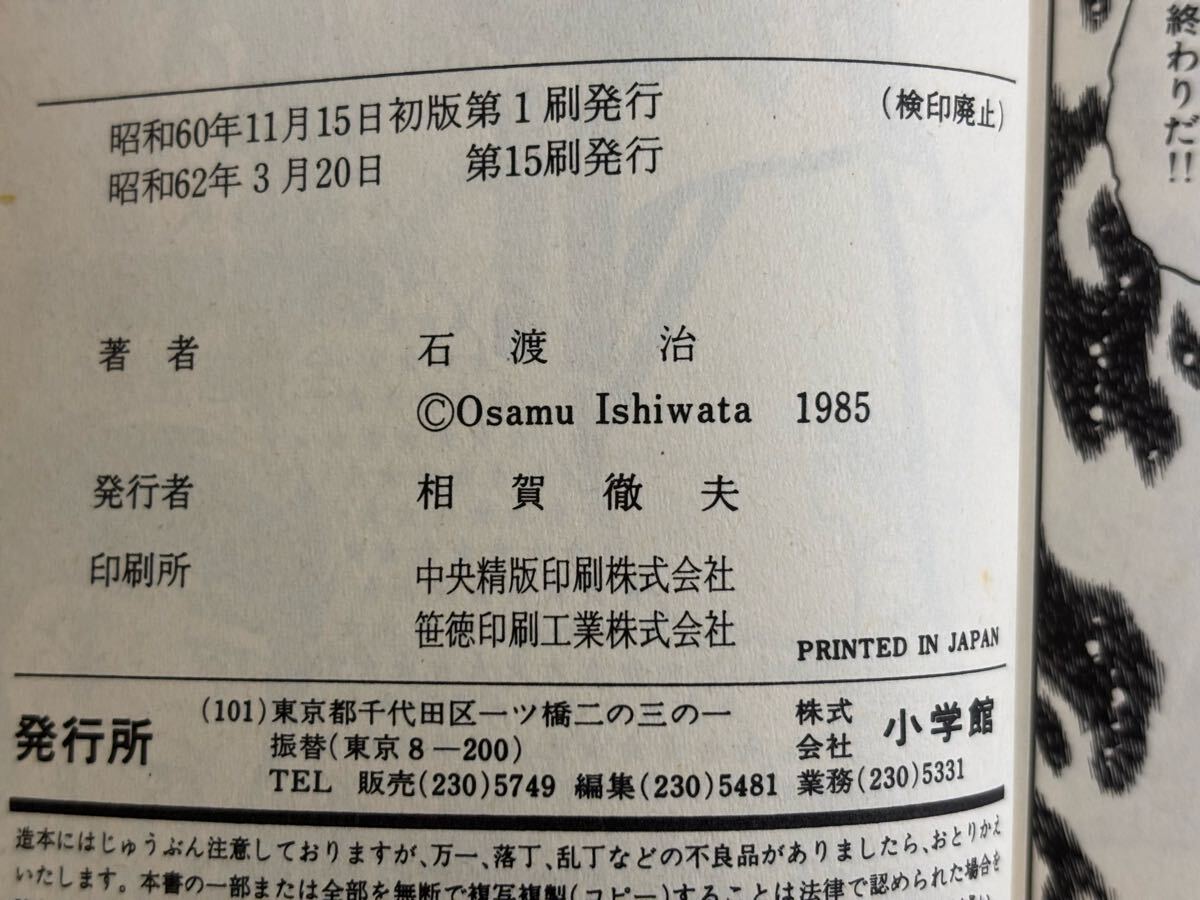 昭和60年11月15日初版第1刷発行 (検印廃止)
昭和62年3月20日 第15刷発行
著者 石渡治
©Osamu Ishiwata 1985
発行者 相賀徹夫
印刷所 中央精版印刷株式会社
笹徳印刷工業株式会社
PRINTED IN JAPAN
発行所 (101)東京都千代田区一ツ橋二の三の一 株式会社 小学館
振替(東京8―200)
TEL 販売(230)5749 編集(230)5481 業務(230)5331
造本にはじゅうぶん注意しておりますが、万一、落丁、乱丁などの不良品がありましたら、おとりかえ
いたします。本書の一部または全部を無断で複写複製(コピー)することは法律で認められた場合を
終わりだ!!